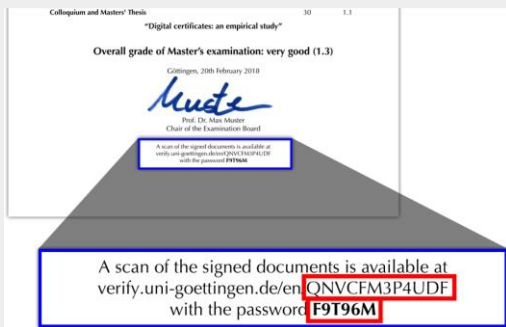 Colloquium and Masters' Thesis 30 1.1
"Digital certificates: an empirical study"
Overall grade of Master's examination: very good (1.3)
Göttingen, 20th February 2018
Muste
Prof. Dr. Max Muster
Chair of the Examination Board
A scan of the signed documents is available at
verify.uni-goettingen.de/en/QNVCFM3P4UDF
with the password F9T96M
A scan of the signed documents is available at
verify.uni-goettingen.de/en/QNVCFM3P4UDF
with the password F9T96M